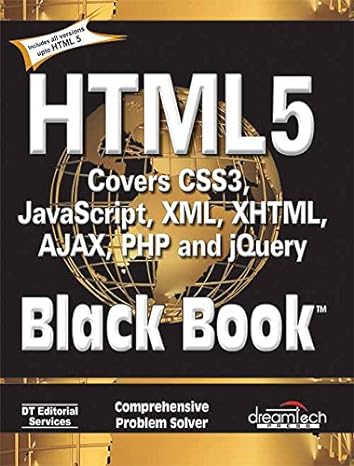 Includes all versions
upto HTML 5
HTML5
Covers CSS3,
JavaScript, XML, XHTML,
AJAX, PHP and jQuery
Black Book™
DT Editorial
Services
Comprehensive
Problem Solver
dreamtech
PRESS